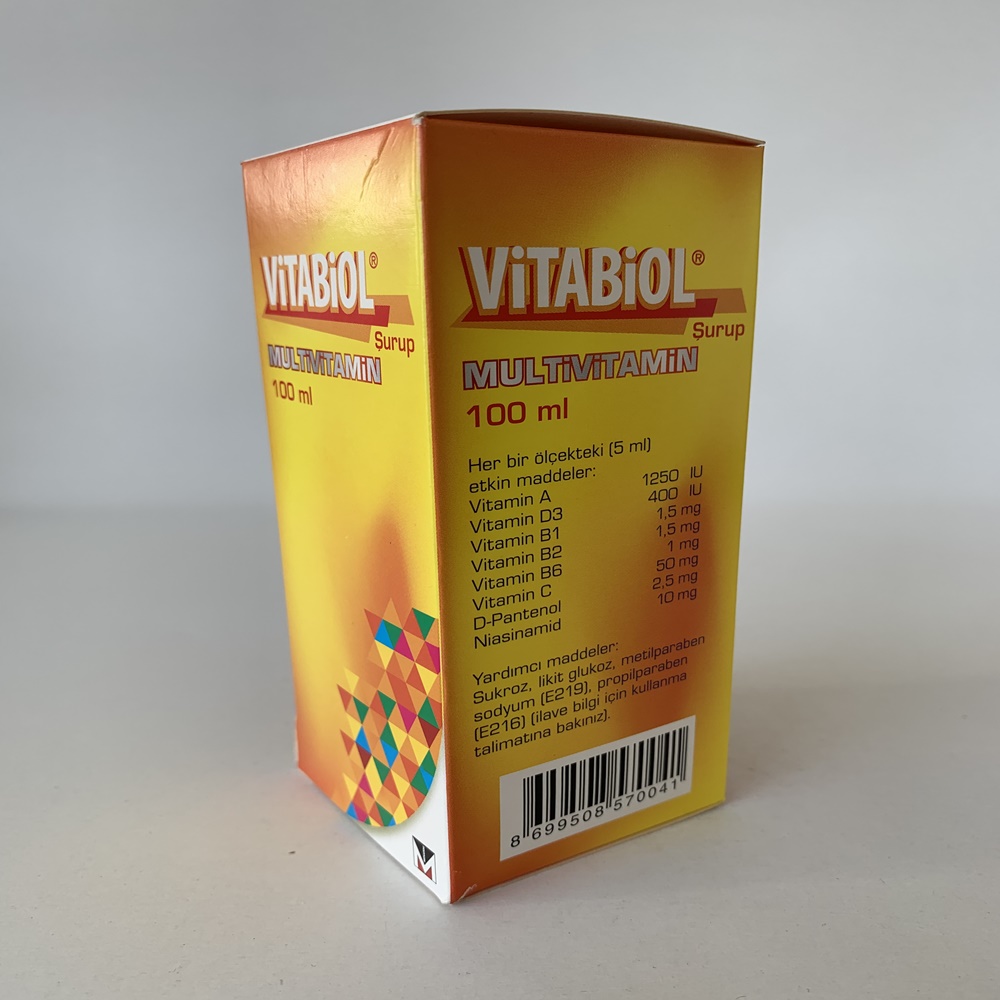 ViTABiOL®
Şurup
MULTiViTAMiN
100 ml
ViTABiOL®
Şurup
MULTiViTAMiN
100 ml
Her bir ölçekteki (5 ml)
etkin maddeler:
Vitamin A 1250 IU
Vitamin D3 400 IU
Vitamin B1 1,5 mg
Vitamin B2 1,5 mg
Vitamin B6 1 mg
Vitamin C 50 mg
D-Pantenol 2,5 mg
Niasinamid 10 mg
Yardımcı maddeler:
Sukroz, likit glukoz, metilparaben
sodyum (E219), propilparaben
(E216) (ilave bilgi için kullanma
talimatına bakınız).
8 699508 570041